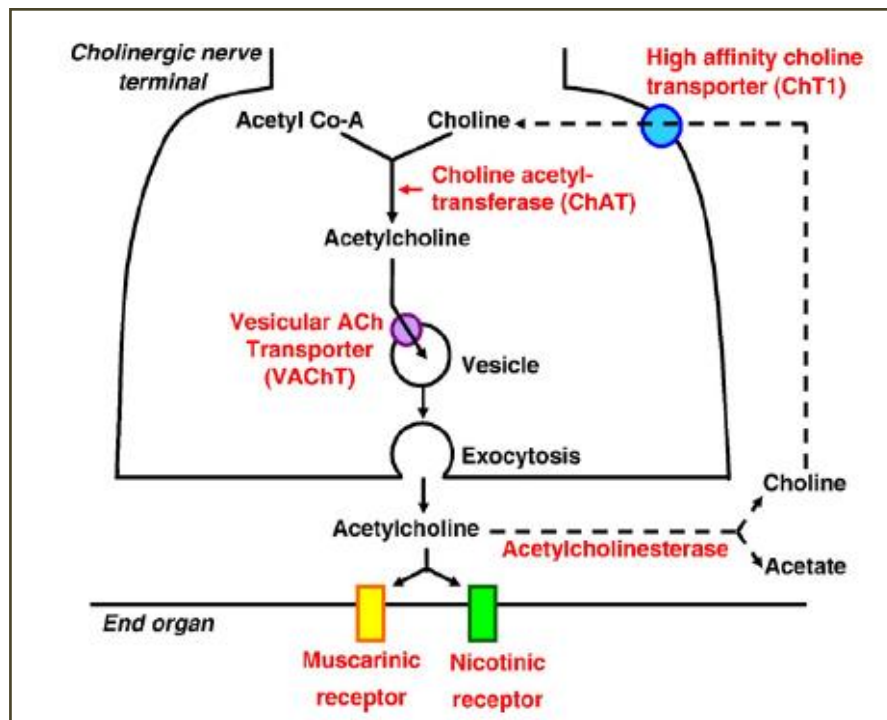 Cholinergic nerve
terminal
High affinity choline
transporter (ChT1)
Acetyl Co-A
Choline
Choline acetyl-
transferase (ChAT)
Acetylcholine
Vesicular ACh
Transporter
(VAChT)
Vesicle
Exocytosis
Choline
Acetylcholine
Acetylcholinesterase
Acetate
End organ
Muscarinic
receptor
Nicotinic
receptor